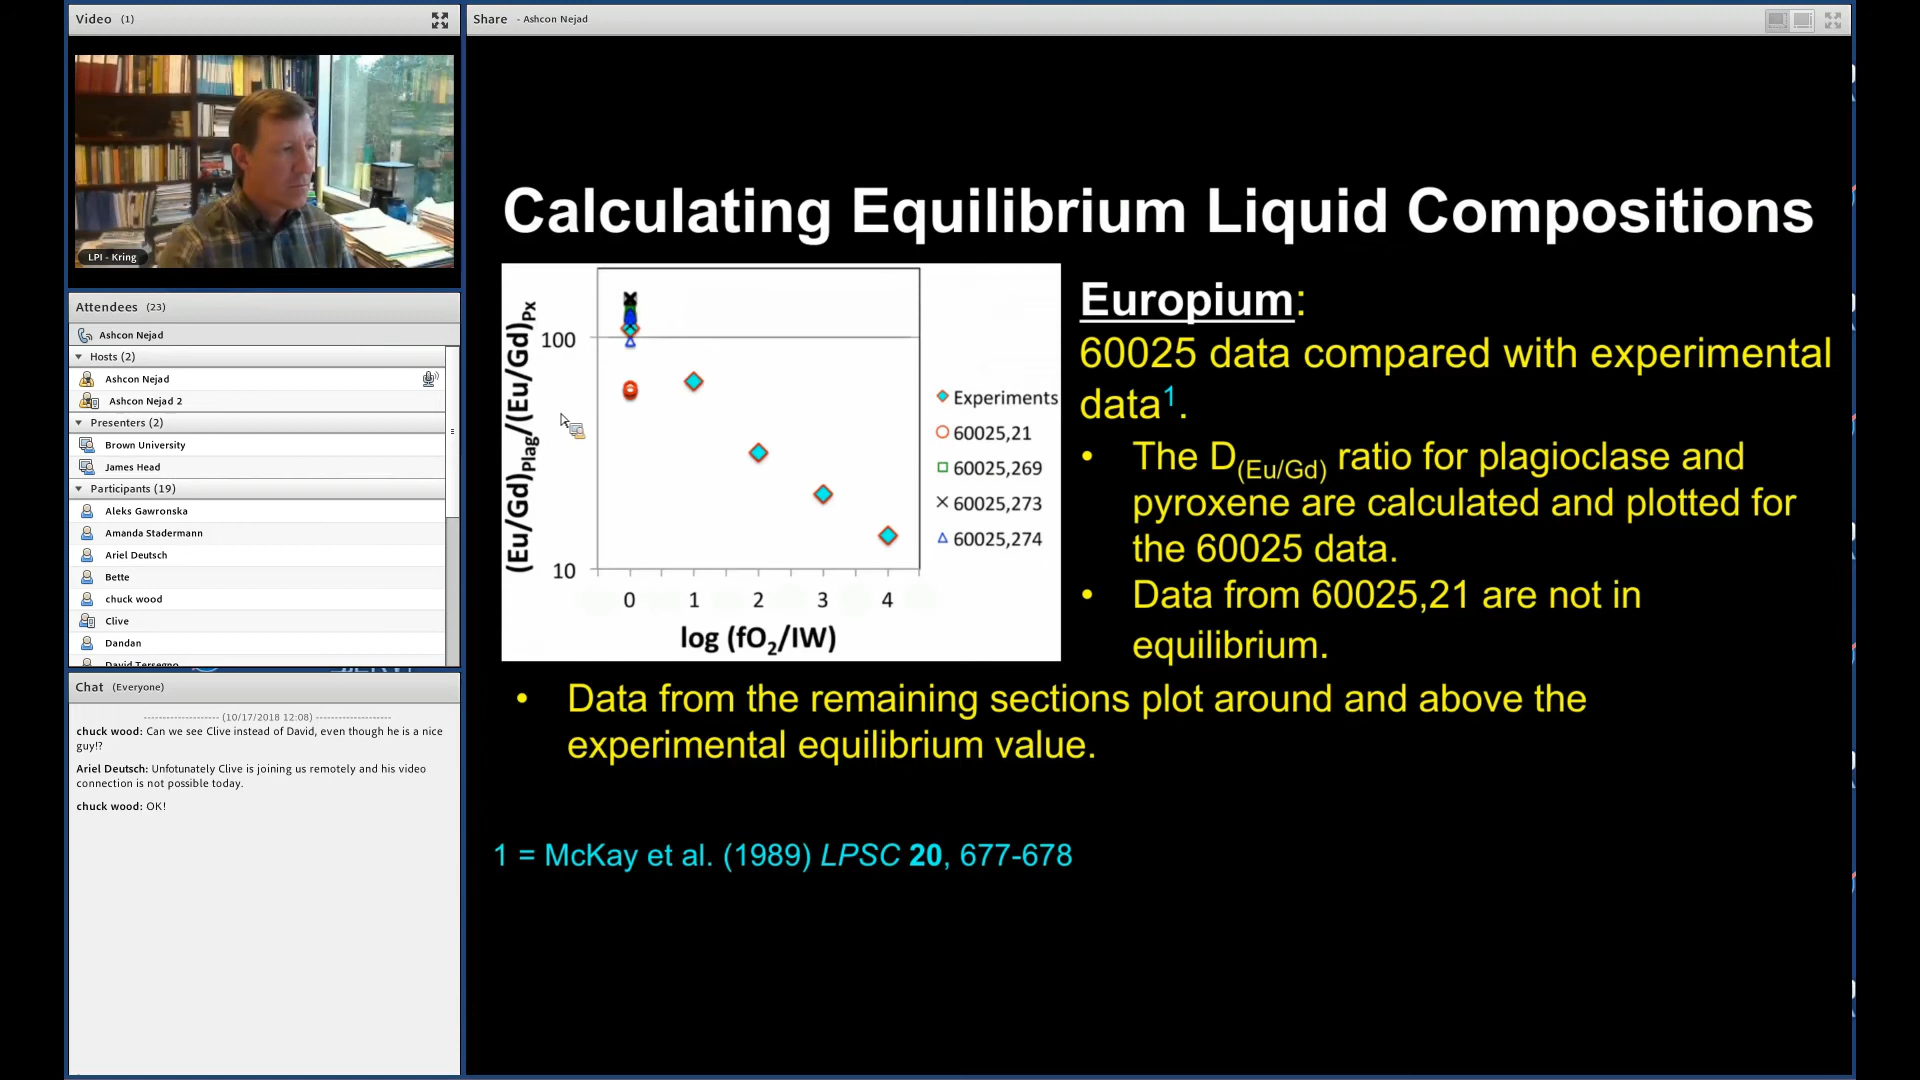 Video (1)
LPI - Kring
Attendees (23)
Ashcon Nejad
Hosts (2)
Ashcon Nejad
Ashcon Nejad 2
Presenters (2)
Brown University
James Head
Participants (19)
Aleks Gawronska
Amanda Stadermann
Ariel Deutsch
Bette
chuck wood
Clive
Dandan
David Tersegno
Chat (Everyone)
-------------------- (10/17/2018 12:08) ----------------
chuck wood: Can we see Clive instead of David, even though he is a nice
guy!?
Ariel Deutsch: Unfotunately Clive is joining us remotely and his video
connection is not possible today.
chuck wood: OK!
Share - Ashcon Nejad
Calculating Equilibrium Liquid Compositions
(Eu/Gd)Plag/(Eu/Gd)Px
100
10
0 1 2 3 4
log (fO2/IW)
Experiments
60025,21
60025,269
60025,273
60025,274
Europium:
60025 data compared with experimental
data1.
• The D(Eu/Gd) ratio for plagioclase and
pyroxene are calculated and plotted for
the 60025 data.
• Data from 60025,21 are not in
equilibrium.
• Data from the remaining sections plot around and above the
experimental equilibrium value.
1 = McKay et al. (1989) LPSC 20, 677-678